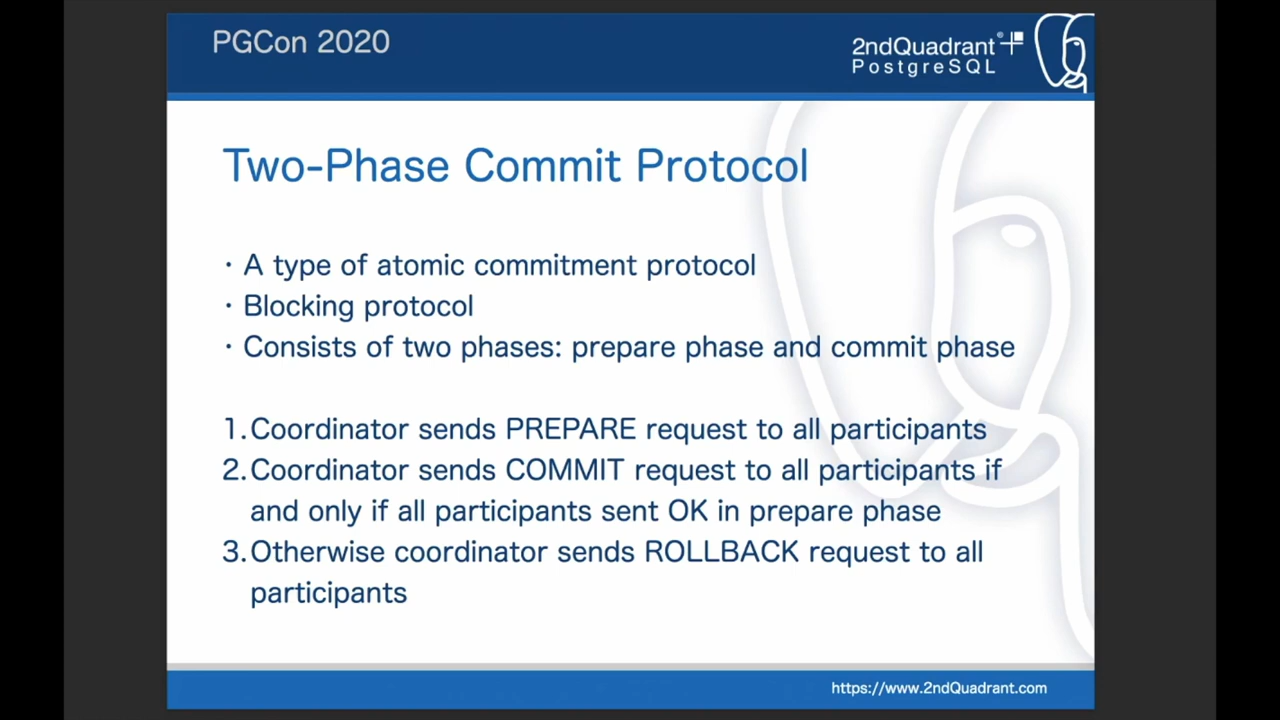 PGCon 2020
2ndQuadrant®
PostgreSQL
Two-Phase Commit Protocol
・A type of atomic commitment protocol
・Blocking protocol
・Consists of two phases: prepare phase and commit phase
1.Coordinator sends PREPARE request to all participants
2.Coordinator sends COMMIT request to all participants if
and only if all participants sent OK in prepare phase
3.Otherwise coordinator sends ROLLBACK request to all
participants
https://www.2ndQuadrant.com